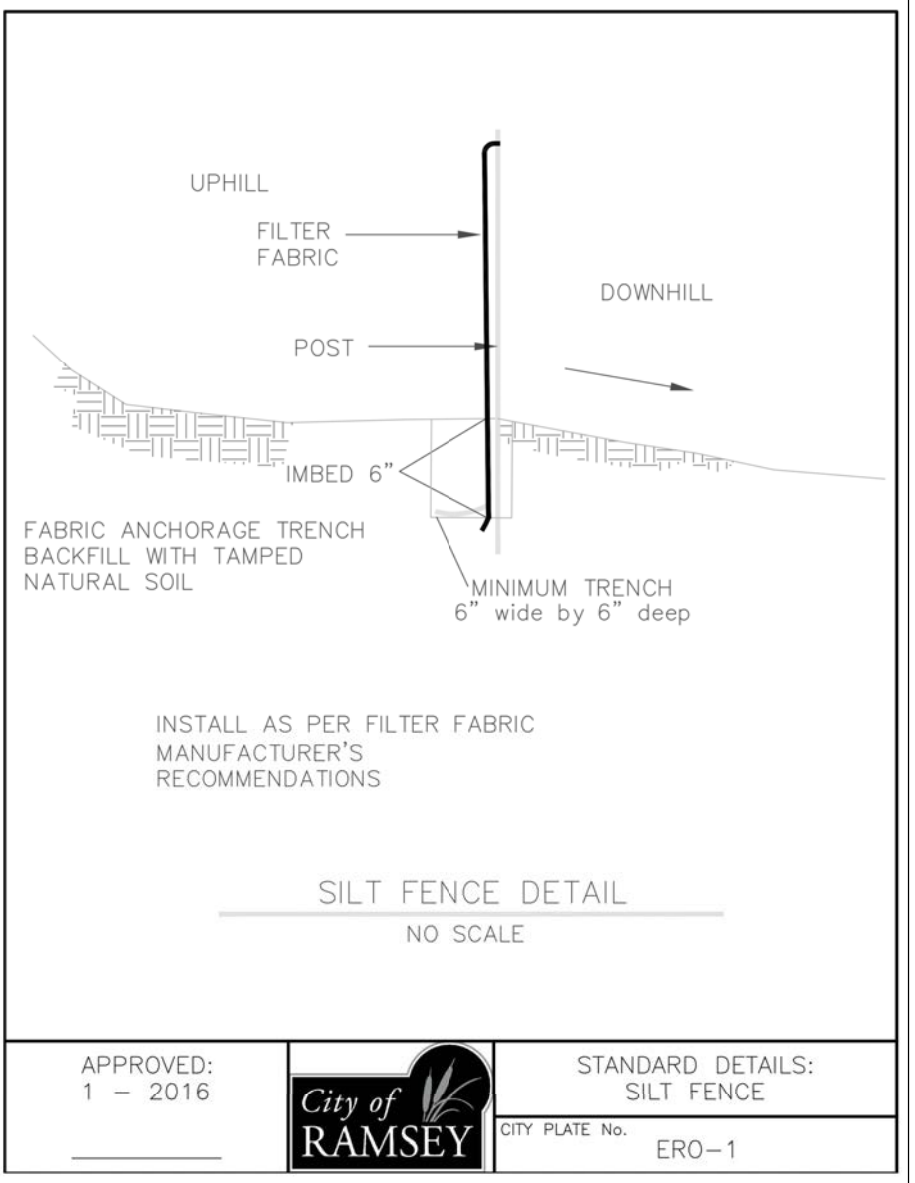 UPHILL
FILTER
FABRIC
DOWNHILL
POST
IMBED 6”
FABRIC ANCHORAGE TRENCH
BACKFILL WITH TAMPED
NATURAL SOIL
MINIMUM TRENCH
6” wide by 6” deep
INSTALL AS PER FILTER FABRIC
MANUFACTURER’S
RECOMMENDATIONS
SILT FENCE DETAIL
NO SCALE
APPROVED:
1 – 2016
City of
RAMSEY
STANDARD DETAILS:
SILT FENCE
CITY PLATE No.
ERO–1